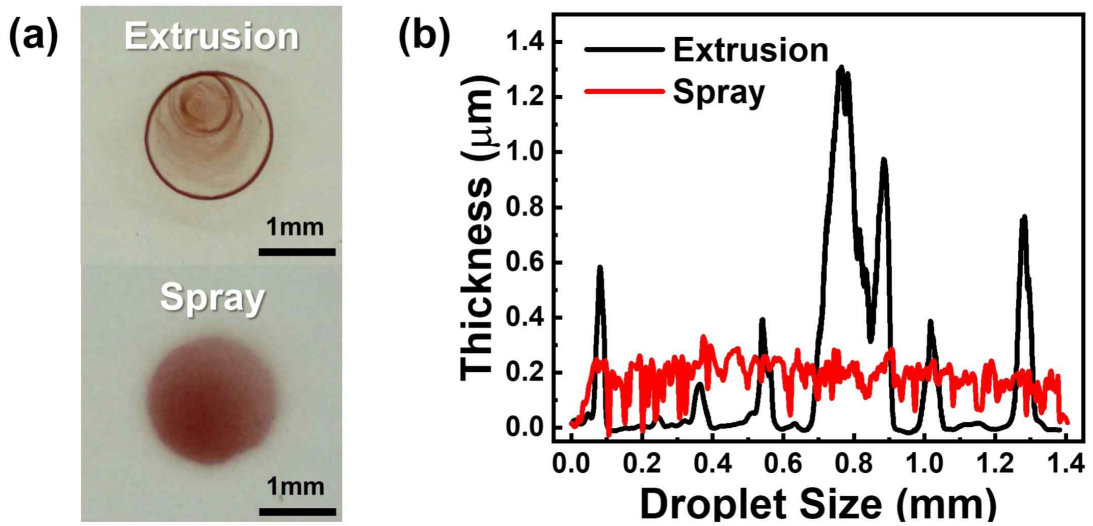 (a)
Extrusion
1mm
Spray
1mm
(b)
Extrusion
Spray
Thickness (μm)
1.4
1.2
1.0
0.8
0.6
0.4
0.2
0.0
0.0 0.2 0.4 0.6 0.8 1.0 1.2 1.4
Droplet Size (mm)